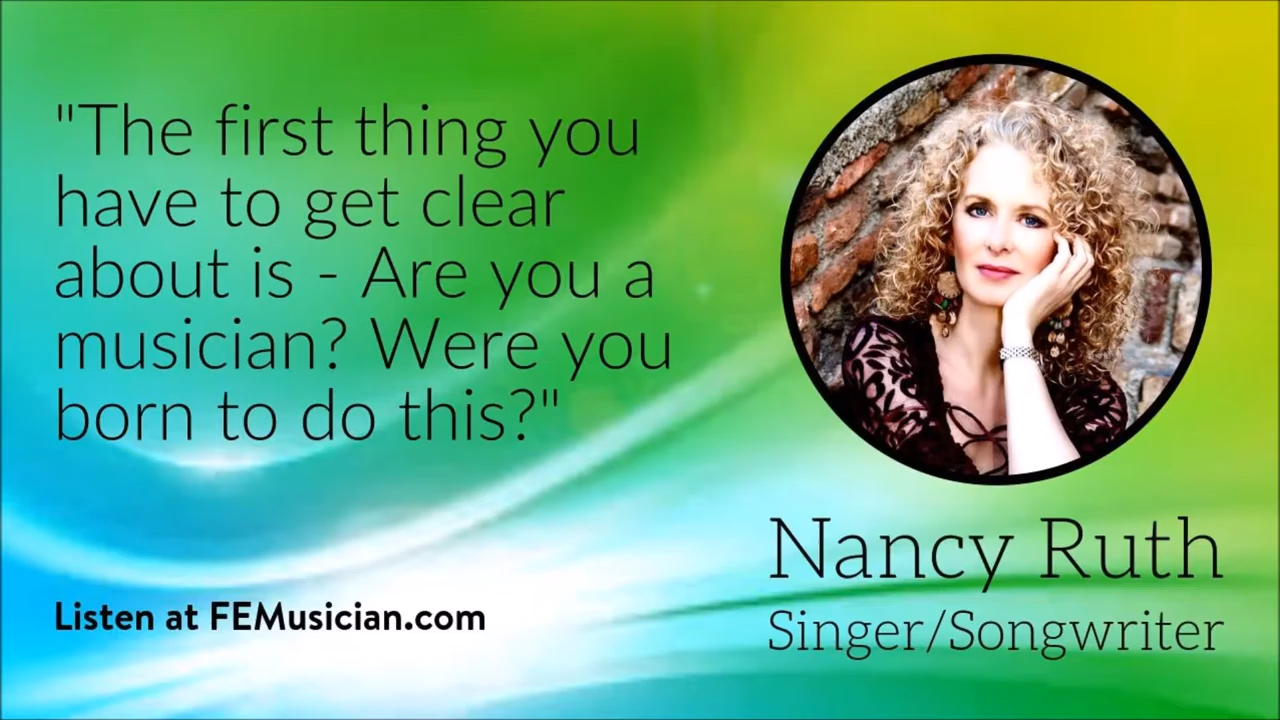 "The first thing you
have to get clear
about is - Are you a
musician? Were you
born to do this?"
Listen at FEMusician.com
Nancy Ruth
Singer/Songwriter